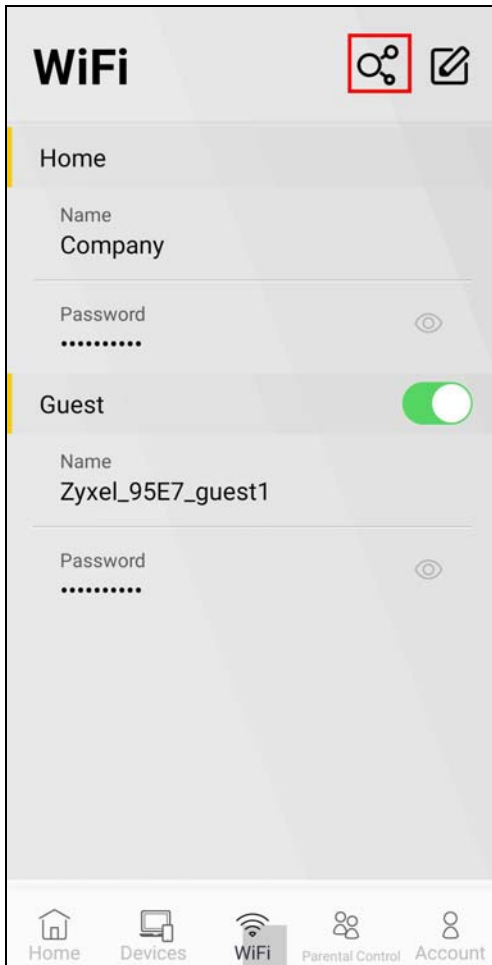 WiFi
Home
Name
Company
Password
••••••••••
Guest
Name
Zyxel_95E7_guest1
Password
••••••••••
Home Devices WiFi Parental Control Account